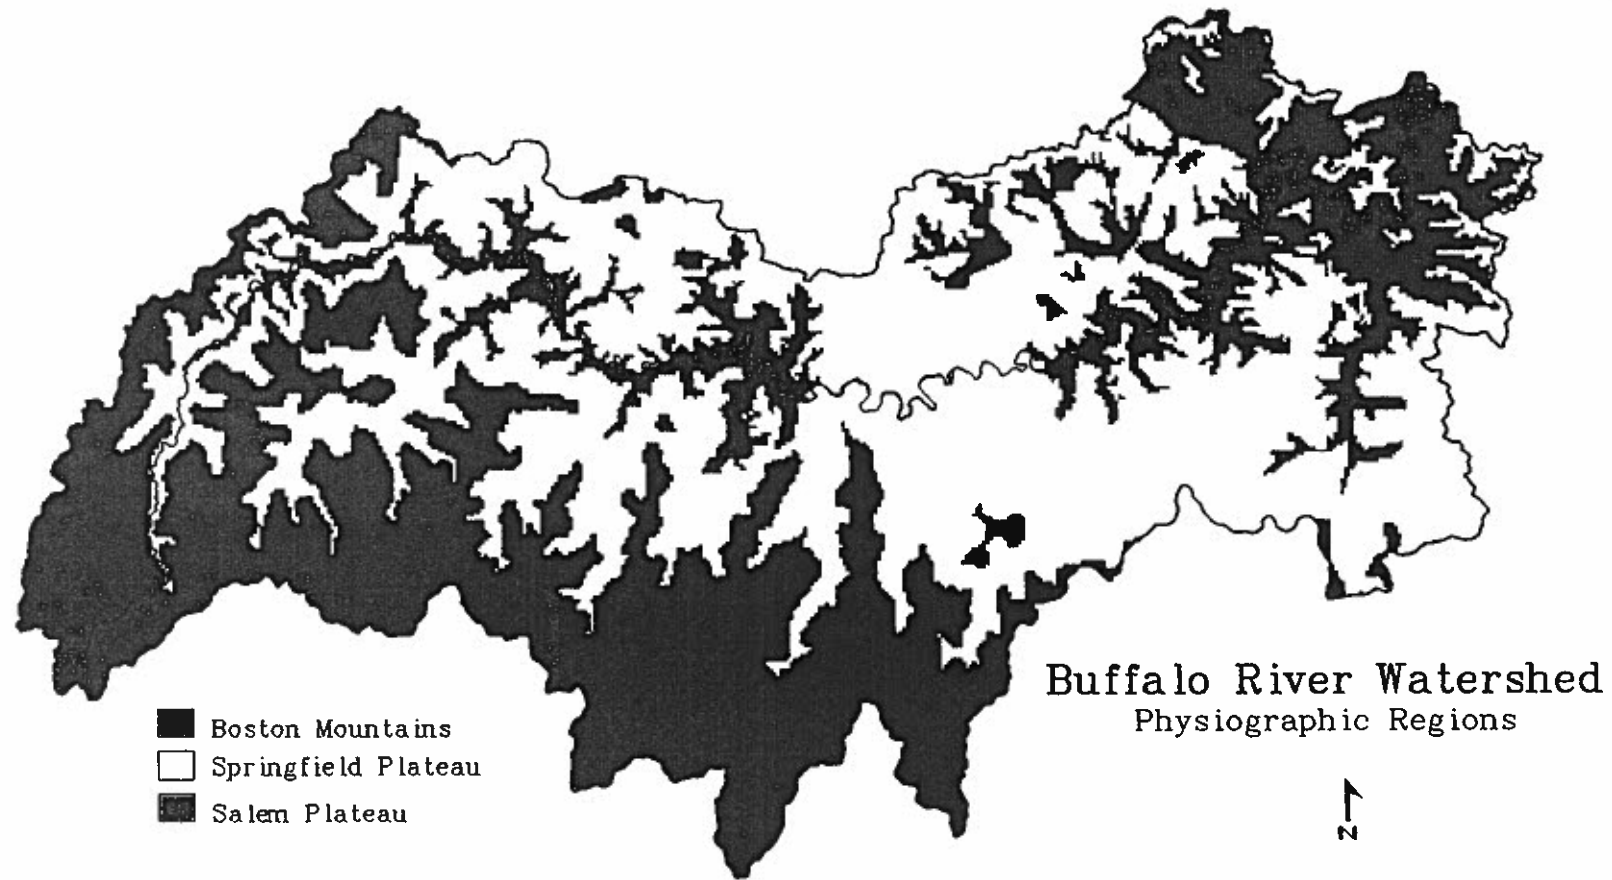 Buffalo River Watershed
Physiographic Regions
Boston Mountains
Springfield Plateau
Salem Plateau
N